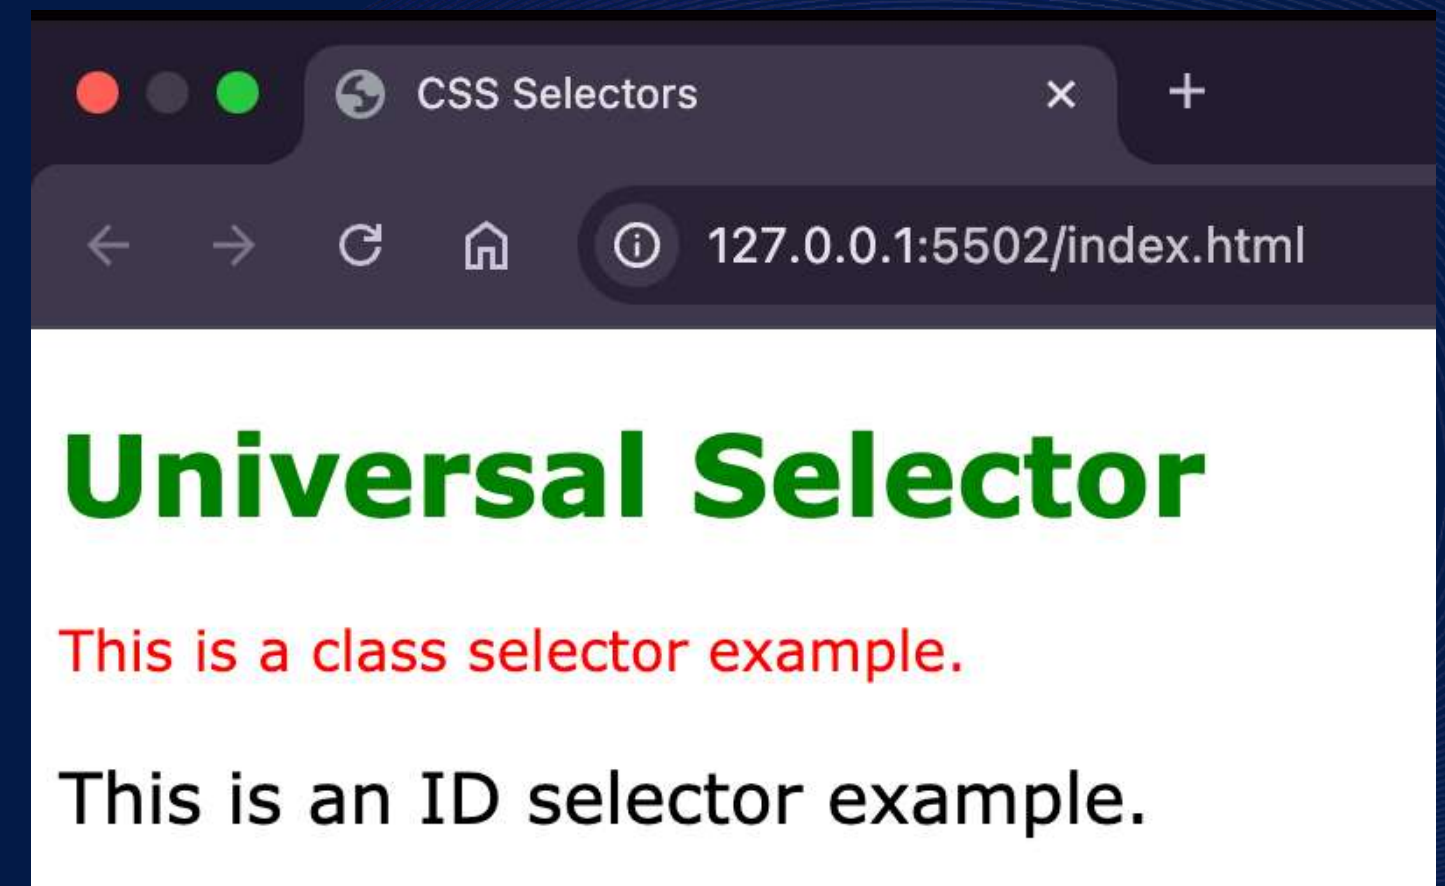 CSS Selectors
127.0.0.1:5502/index.html
Universal Selector
This is a class selector example.
This is an ID selector example.